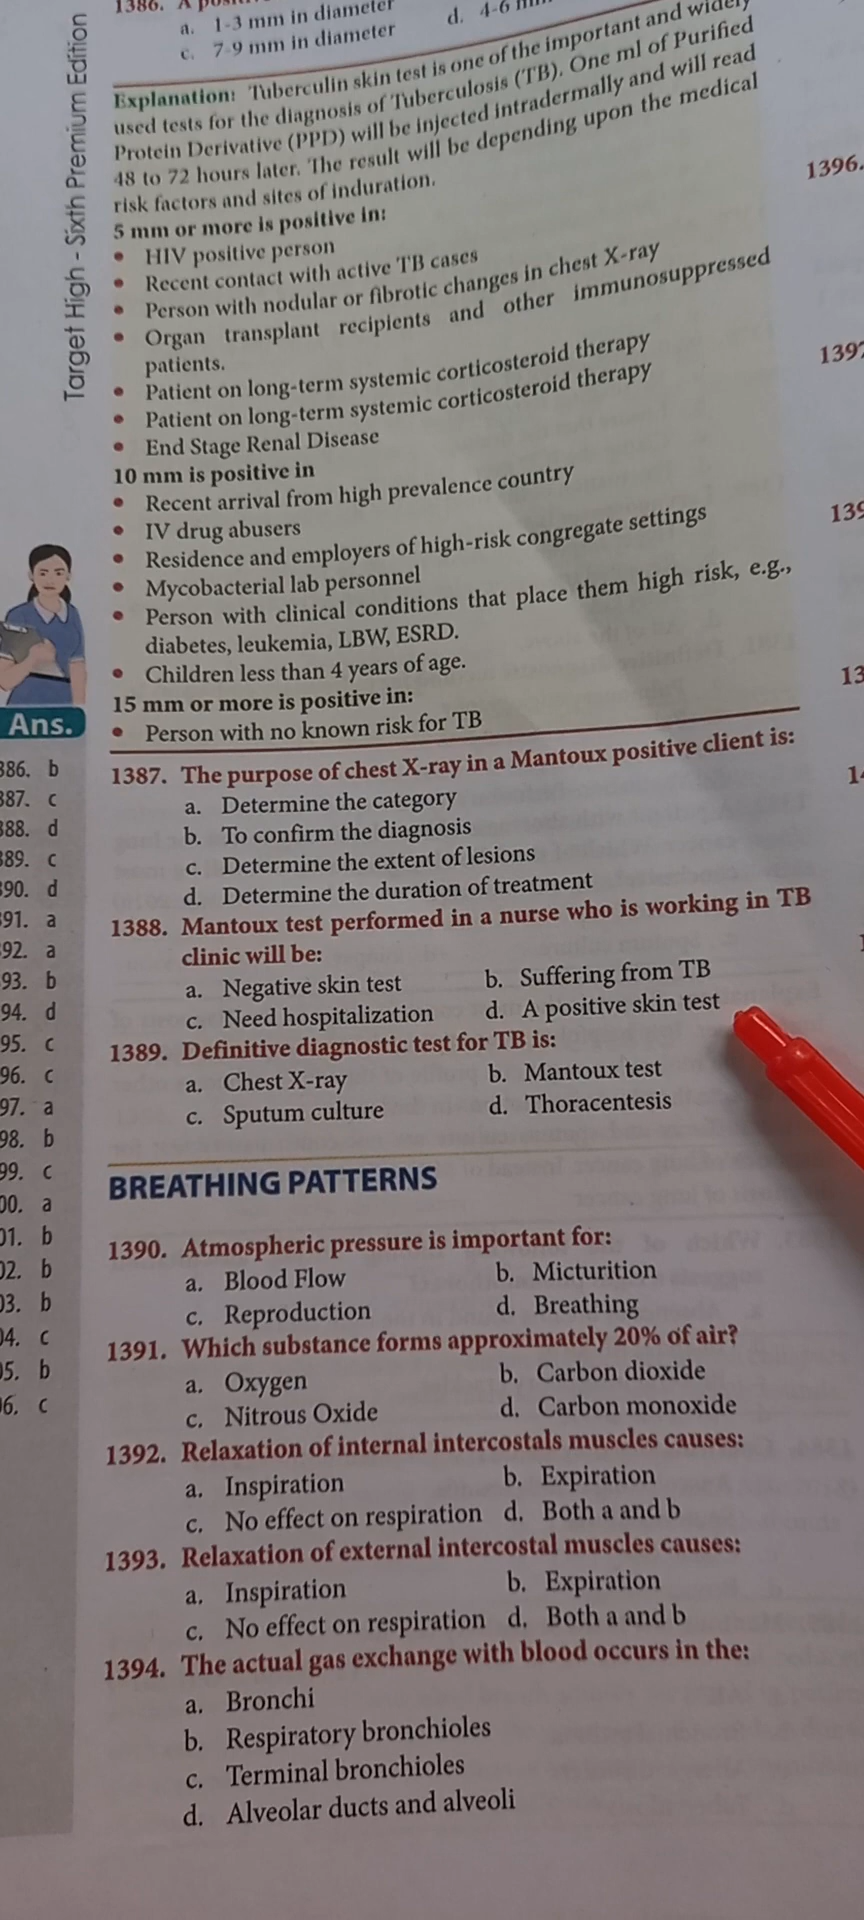 Target High - Sixth Premium Edition
1386. A
a. 1-3 mm in diameter
d. 4-6
c. 7-9 mm in diameter
Explanation: Tuberculin skin test is one of the important and widely
used tests for the diagnosis of Tuberculosis (TB). One ml of Purified
Protein Derivative (PPD) will be injected intradermally and will read
48 to 72 hours later. The result will be depending upon the medical
risk factors and sites of induration.
5 mm or more is positive in:
• HIV positive person
• Recent contact with active TB cases
• Person with nodular or fibrotic changes in chest X-ray
• Organ transplant recipients and other immunosuppressed
patients.
• Patient on long-term systemic corticosteroid therapy
• Patient on long-term systemic corticosteroid therapy
• End Stage Renal Disease
10 mm is positive in
• Recent arrival from high prevalence country
• IV drug abusers
• Residence and employers of high-risk congregate settings
• Mycobacterial lab personnel
• Person with clinical conditions that place them high risk, e.g.,
diabetes, leukemia, LBW, ESRD.
• Children less than 4 years of age.
15 mm or more is positive in:
• Person with no known risk for TB
1387. The purpose of chest X-ray in a Mantoux positive client is:
a. Determine the category
b. To confirm the diagnosis
c. Determine the extent of lesions
d. Determine the duration of treatment
1388. Mantoux test performed in a nurse who is working in TB
clinic will be:
a. Negative skin test b. Suffering from TB
c. Need hospitalization d. A positive skin test
1389. Definitive diagnostic test for TB is:
a. Chest X-ray b. Mantoux test
c. Sputum culture d. Thoracentesis
BREATHING PATTERNS
1390. Atmospheric pressure is important for:
a. Blood Flow b. Micturition
c. Reproduction d. Breathing
1391. Which substance forms approximately 20% of air?
a. Oxygen b. Carbon dioxide
c. Nitrous Oxide d. Carbon monoxide
1392. Relaxation of internal intercostals muscles causes:
a. Inspiration b. Expiration
c. No effect on respiration d. Both a and b
1393. Relaxation of external intercostal muscles causes:
a. Inspiration b. Expiration
c. No effect on respiration d. Both a and b
1394. The actual gas exchange with blood occurs in the:
a. Bronchi
b. Respiratory bronchioles
c. Terminal bronchioles
d. Alveolar ducts and alveoli
Ans.
386. b
387. c
388. d
389. c
390. d
91. a
92. a
93. b
94. d
95. c
96. c
97. a
98. b
99. c
00. a
01. b
02. b
03. b
04. c
05. b
06. c
1396.
1397
139
13
14